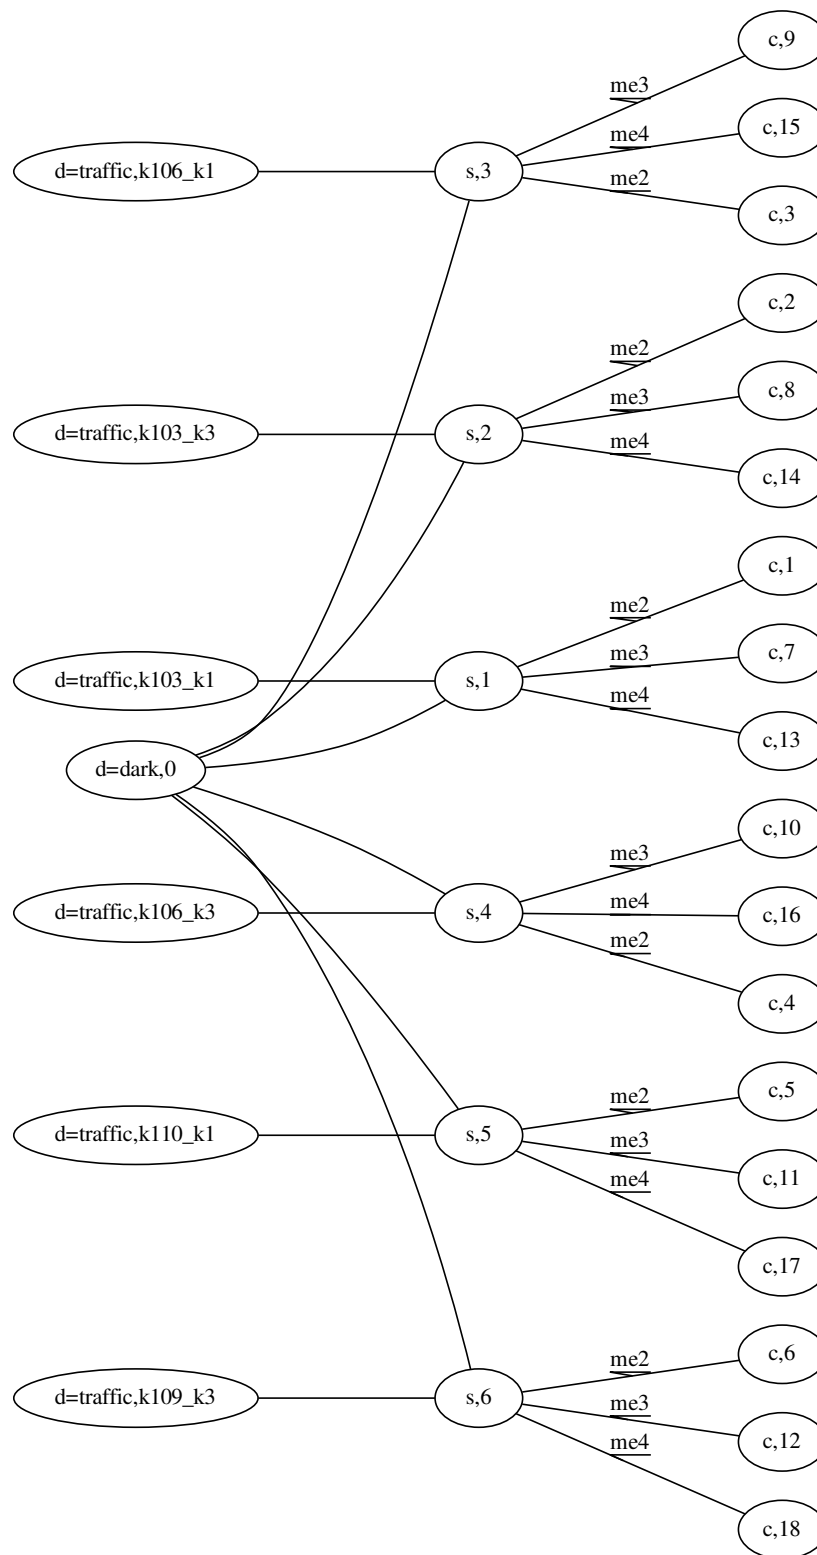 c,9
me3
c,15
me4
d=traffic,k106_k1
s,3
me2
c,3
c,2
me2
c,8
me3
d=traffic,k103_k3
s,2
me4
c,14
c,1
me2
c,7
me3
d=traffic,k103_k1
s,1
me4
c,13
d=dark,0
c,10
me3
me4
d=traffic,k106_k3
s,4
c,16
me2
c,4
c,5
me2
d=traffic,k110_k1
s,5
me3
c,11
me4
c,17
c,6
me2
d=traffic,k109_k3
s,6
me3
c,12
me4
c,18